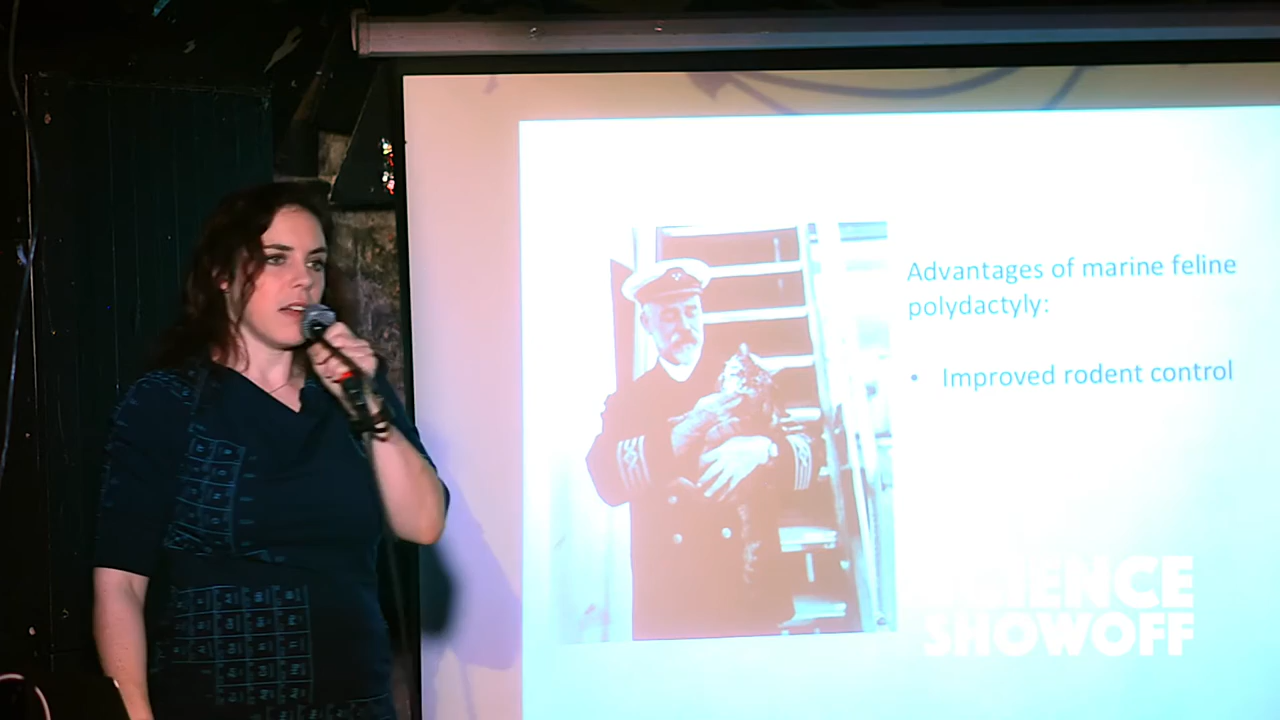 Advantages of marine feline
polydactyly:
• Improved rodent control
SCIENCE
SHOWOFF